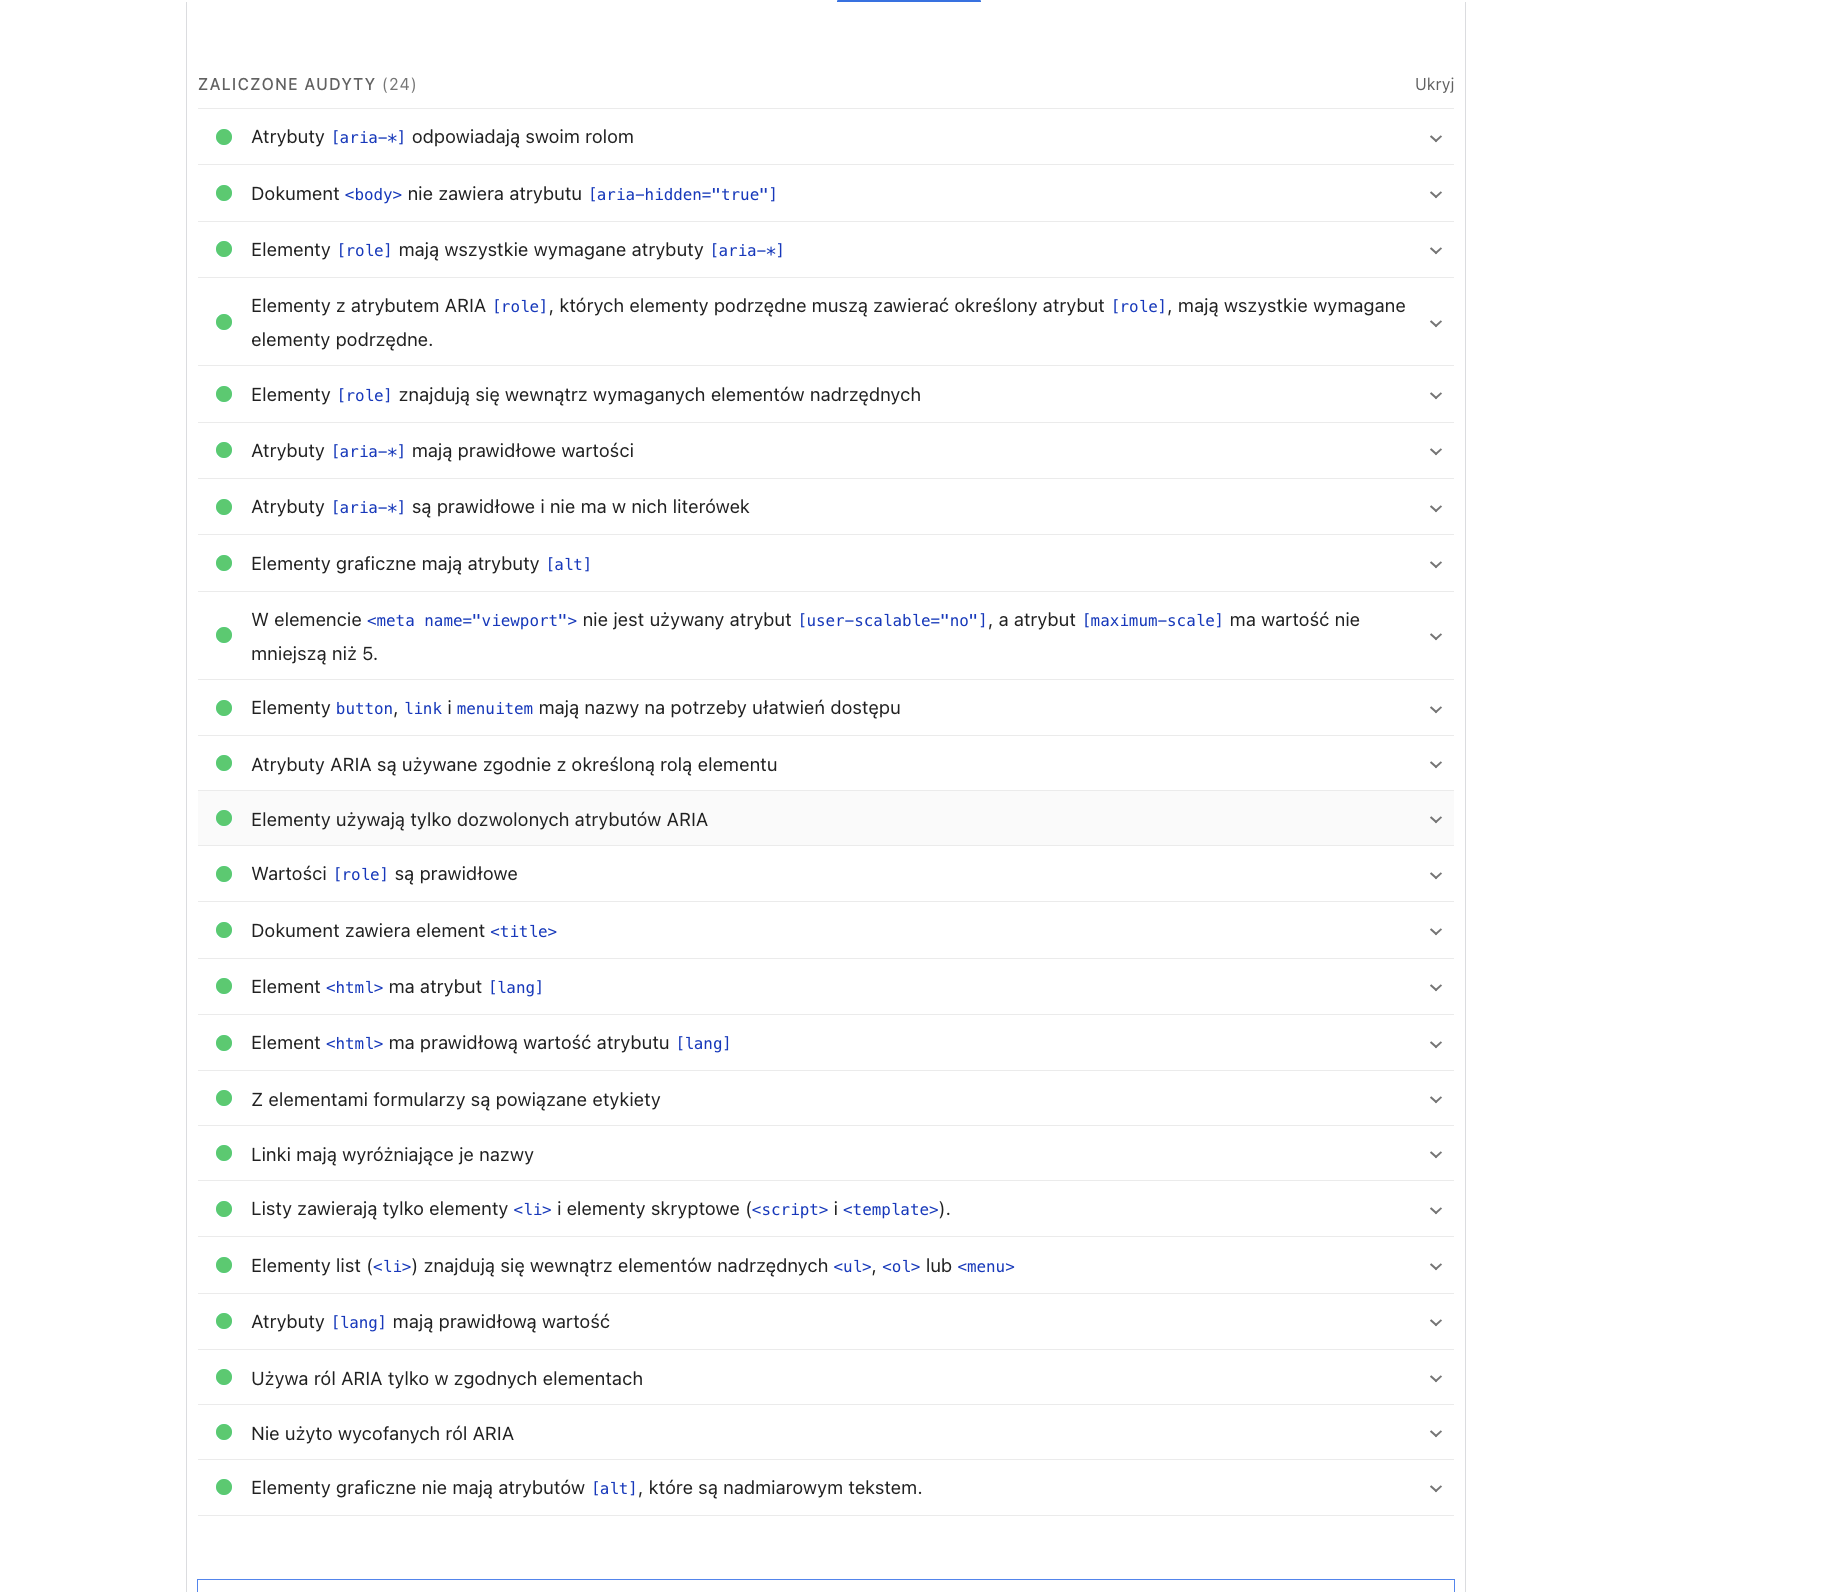 ZALICZONE AUDYTY (24)
Ukryj
Atrybuty [aria-*] odpowiadają swoim rolom
Dokument <body> nie zawiera atrybutu [aria-hidden="true"]
Elementy [role] mają wszystkie wymagane atrybuty [aria-*]
Elementy z atrybutem ARIA [role], których elementy podrzędne muszą zawierać określony atrybut [role], mają wszystkie wymagane
elementy podrzędne.
Elementy [role] znajdują się wewnątrz wymaganych elementów nadrzędnych
Atrybuty [aria-*] mają prawidłowe wartości
Atrybuty [aria-*] są prawidłowe i nie ma w nich literówek
Elementy graficzne mają atrybuty [alt]
W elemencie <meta name="viewport"> nie jest używany atrybut [user-scalable="no"], a atrybut [maximum-scale] ma wartość nie
mniejszą niż 5.
Elementy button, link i menuitem mają nazwy na potrzeby ułatwień dostępu
Atrybuty ARIA są używane zgodnie z określoną rolą elementu
Elementy używają tylko dozwolonych atrybutów ARIA
Wartości [role] są prawidłowe
Dokument zawiera element <title>
Element <html> ma atrybut [lang]
Element <html> ma prawidłową wartość atrybutu [lang]
Z elementami formularzy są powiązane etykiety
Linki mają wyróżniające je nazwy
Listy zawierają tylko elementy <li> i elementy skryptowe (<script> i <template>).
Elementy list (<li>) znajdują się wewnątrz elementów nadrzędnych <ul>, <ol> lub <menu>
Atrybuty [lang] mają prawidłową wartość
Używa ról ARIA tylko w zgodnych elementach
Nie użyto wycofanych ról ARIA
Elementy graficzne nie mają atrybutów [alt], które są nadmiarowym tekstem.